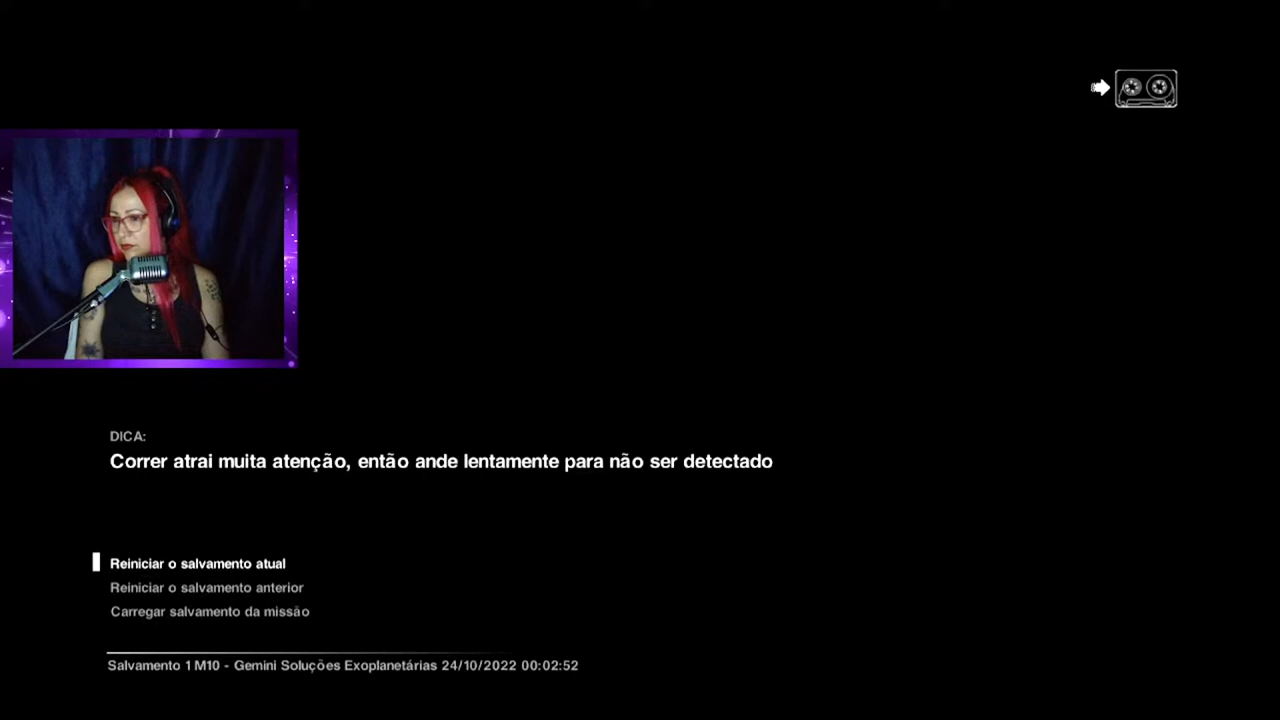 DICA:
Correr atrai muita atenção, então ande lentamente para não ser detectado
Reiniciar o salvamento atual
Reiniciar o salvamento anterior
Carregar salvamento da missão
Salvamento 1 M10 - Gemini Soluções Exoplanetárias 24/10/2022 00:02:52